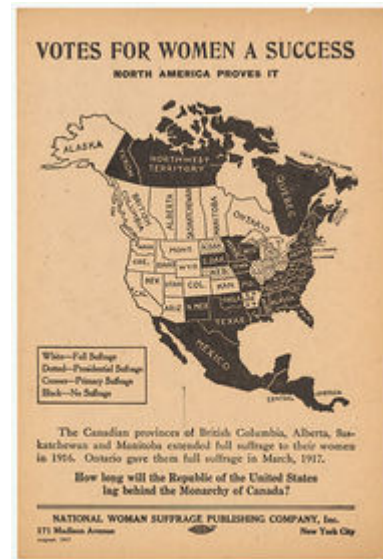 VOTES FOR WOMEN A SUCCESS
NORTH AMERICA PROVES IT
ALASKA
YUKON
NORTHWEST
TERRITORY
BRITISH
COLUMBIA
ALBERTA
SASKATCHEWAN
MANITOBA
ONTARIO
QUEBEC
WASH.
MONT.
N.DAK.
ORE.
IDAHO
WYO.
S.DAK.
NEB.
NEV.
UTAH
COL.
KAN.
CAL.
ARIZ.
N.MEX.
OKLA.
TEXAS
MEXICO
CENTRAL AMERICA
White—Full Suffrage
Dotted—Presidential Suffrage
Crosses—Primary Suffrage
Black—No Suffrage
The Canadian provinces of British Columbia, Alberta, Sas-
katchewan and Manitoba extended full suffrage to their women
in 1916. Ontario gave them full suffrage in March, 1917.
How long will the Republic of the United States
lag behind the Monarchy of Canada?
NATIONAL WOMAN SUFFRAGE PUBLISHING COMPANY, Inc.
171 Madison Avenue
New York City
August, 1917